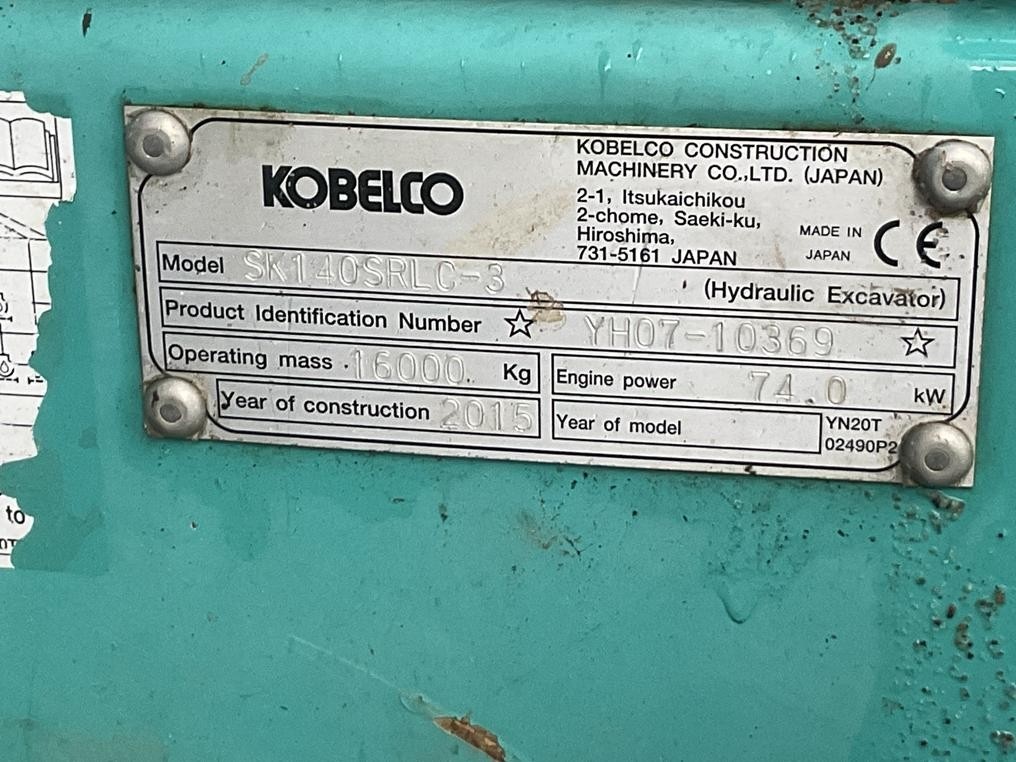 KOBELCO
KOBELCO CONSTRUCTION
MACHINERY CO.,LTD. (JAPAN)
2-1, Itsukaichikou
2-chome, Saeki-ku,
Hiroshima,
731-5161 JAPAN
MADE IN
JAPAN
CE
Model SK140SRLC-3 (Hydraulic Excavator)
Product Identification Number ☆ YH07-10369 ☆
Operating mass 16000 Kg
Engine power 74.0 kW
Year of construction 2015
Year of model
YN20T
02490P2
to